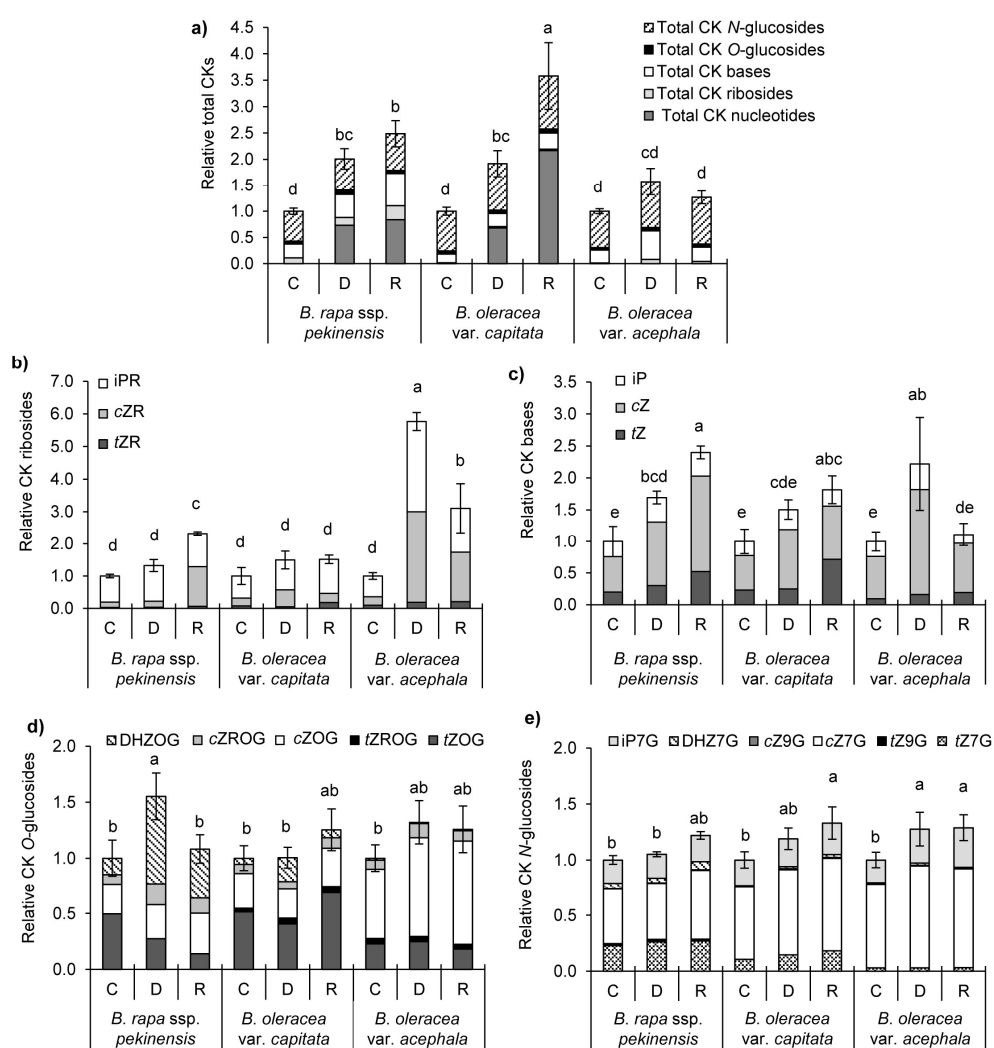 a)
Relative total CKs
4.5
4.0
3.5
3.0
2.5
2.0
1.5
1.0
0.5
0.0
Total CK N-glucosides
Total CK O-glucosides
Total CK bases
Total CK ribosides
Total CK nucleotides
d bc b d bc a d cd d
C D R C D R C D R
B. rapa ssp. B. oleracea B. oleracea
pekinensis var. capitata var. acephala
b)
Relative CK ribosides
7.0
6.0
5.0
4.0
3.0
2.0
1.0
0.0
iPR
cZR
tZR
d d c d d d d a b
C D R C D R C D R
B. rapa ssp. B. oleracea B. oleracea
pekinensis var. capitata var. acephala
c)
Relative CK bases
3.5
3.0
2.5
2.0
1.5
1.0
0.5
0.0
iP
cZ
tZ
e bcd a e cde abc e ab de
C D R C D R C D R
B. rapa ssp. B. oleracea B. oleracea
pekinensis var. capitata var. acephala
d)
DHZOG cZROG cZOG tZROG tZOG
Relative CK O-glucosides
2.0
1.5
1.0
0.5
0.0
b a b b b ab b ab ab
C D R C D R C D R
B. rapa ssp. B. oleracea B. oleracea
pekinensis var. capitata var. acephala
e)
iP7G DHZ7G cZ9G cZ7G tZ9G tZ7G
Relative CK N-glucosides
2.0
1.5
1.0
0.5
0.0
b b ab b ab a b a a
C D R C D R C D R
B. rapa ssp. B. oleracea B. oleracea
pekinensis var. capitata var. acephala